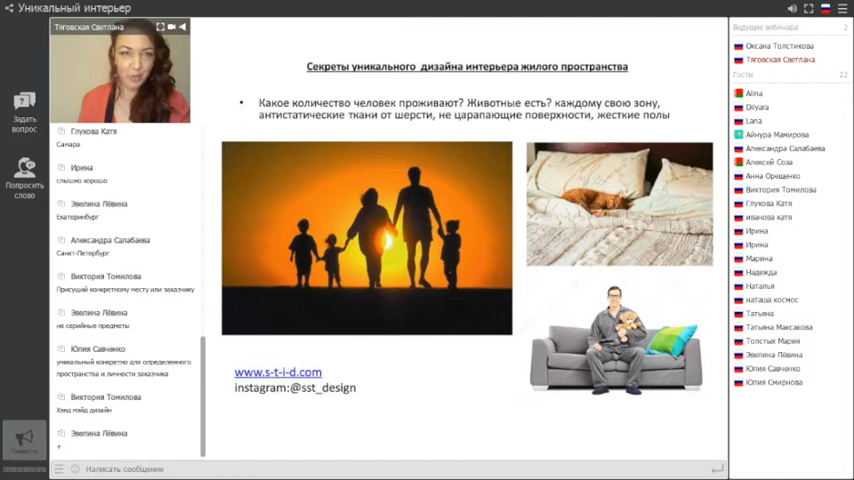 Уникальный интерьер
Тяговская Светлана
Задать
вопрос
Попросить
слово
Глухова Катя
Самара
Ирина
слышно хорошо
Эвелина Лёвина
Екатеринбург
Александра Салабаева
Санкт-Петербург
Виктория Томилова
Присущий конкретному месту или заказчику
Эвелина Лёвина
не серийные предметы
Юлия Савченко
уникальный конкретно для определенного
пространства и личности заказчика
Виктория Томилова
Хэнд мэйд дизайн
Эвелина Лёвина
+
Написать сообщение
Секреты уникального дизайна интерьера жилого пространства
• Какое количество человек проживают? Животные есть? каждому свою зону,
антистатические ткани от шерсти, не царапающие поверхности, жесткие полы
www.s-t-i-d.com
instagram:@sst_design
Ведущие вебинара 2
Оксана Толстикова
Тяговская Светлана
Гости 22
Alina
Dilyara
Lana
Айнура Мамирова
Александра Салабаева
Алексей Соза
Анна Орещенко
Виктория Томилова
Глухова Катя
иванова катя
Ирина
Ирина
Марина
Надежда
Наталья
наташа космос
Татьяна
Татьяна Максакова
Толстых Мария
Эвелина Лёвина
Юлия Савченко
Юлия Смирнова